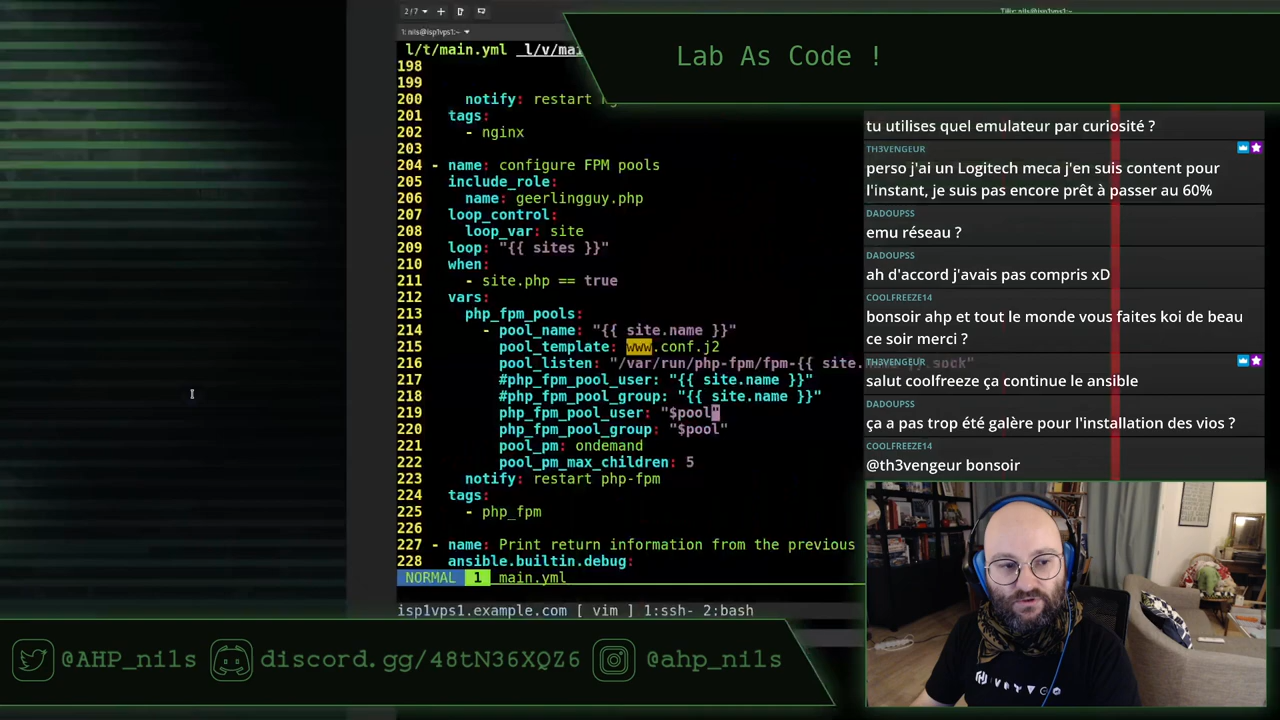 2/7
Tilix: nils@isp1vps1:~
1: nils@isp1vps1:~
Lab As Code !
l/t/main.yml l/v/ma
198
199
200 notify: restart
201 tags:
202 - nginx
203
204 - name: configure FPM pools
205 include_role:
206 name: geerlingguy.php
207 loop_control:
208 loop_var: site
209 loop: "{{ sites }}"
210 when:
211 - site.php == true
212 vars:
213 php_fpm_pools:
214 - pool_name: "{{ site.name }}"
215 pool_template: www.conf.j2
216 pool_listen: "/var/run/php-fpm/fpm-{{ site.name }}.sock"
217 #php_fpm_pool_user: "{{ site.name }}"
218 #php_fpm_pool_group: "{{ site.name }}"
219 php_fpm_pool_user: "$pool"
220 php_fpm_pool_group: "$pool"
221 pool_pm: ondemand
222 pool_pm_max_children: 5
223 notify: restart php-fpm
224 tags:
225 - php_fpm
226
227 - name: Print return information from the previous
228 ansible.builtin.debug:
NORMAL 1 main.yml
isp1vps1.example.com [ vim ] 1:ssh- 2:bash
tu utilises quel emulateur par curiosité ?
TH3VENGEUR
perso j'ai un Logitech meca j'en suis content pour
l'instant, je suis pas encore prêt à passer au 60%
DADOUPSS
emu réseau ?
DADOUPSS
ah d'accord j'avais pas compris xD
COOLFREEZE14
bonsoir ahp et tout le monde vous faites koi de beau
ce soir merci ?
TH3VENGEUR
salut coolfreeze ça continue le ansible
DADOUPSS
ça a pas trop été galère pour l'installation des vios ?
COOLFREEZE14
@th3vengeur bonsoir
@AHP_nils discord.gg/48tN36XQZ6 @ahp_nils